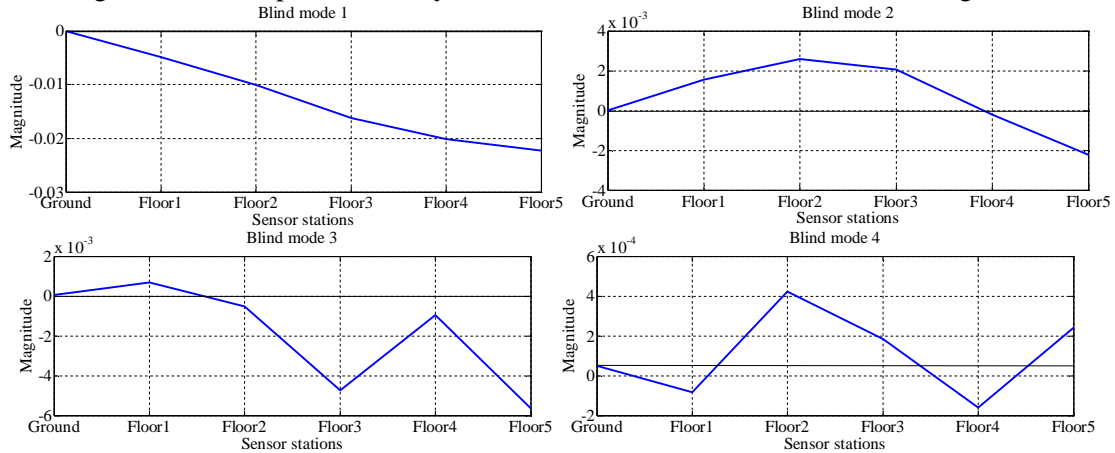 Blind mode 1
0
-0.01
-0.02
-0.03
Magnitude
Ground Floor1 Floor2 Floor3 Floor4 Floor5
Sensor stations
Blind mode 2
x 10-3
4
2
0
-2
-4
Magnitude
Ground Floor1 Floor2 Floor3 Floor4 Floor5
Sensor stations
Blind mode 3
x 10-3
2
0
-2
-4
-6
Magnitude
Ground Floor1 Floor2 Floor3 Floor4 Floor5
Sensor stations
Blind mode 4
x 10-4
6
4
2
0
-2
Magnitude
Ground Floor1 Floor2 Floor3 Floor4 Floor5
Sensor stations